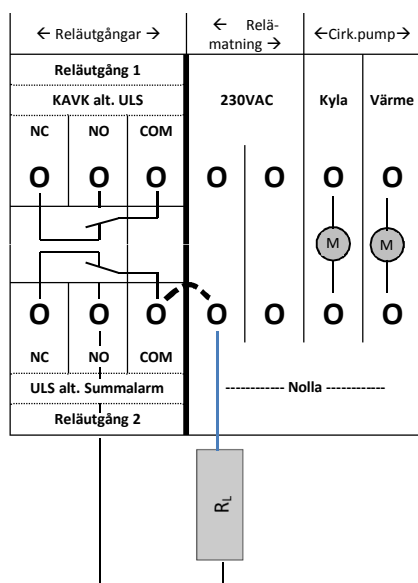 ← Reläutgångar →
← Relä-
matning →
←Cirk.pump→
Reläutgång 1
KAVK alt. ULS
230VAC
Kyla
Värme
NC
NO
COM
O O O O O O O
M
M
O O O O O O O
NC
NO
COM
ULS alt. Summalarm
------------ Nolla ------------
Reläutgång 2
RL